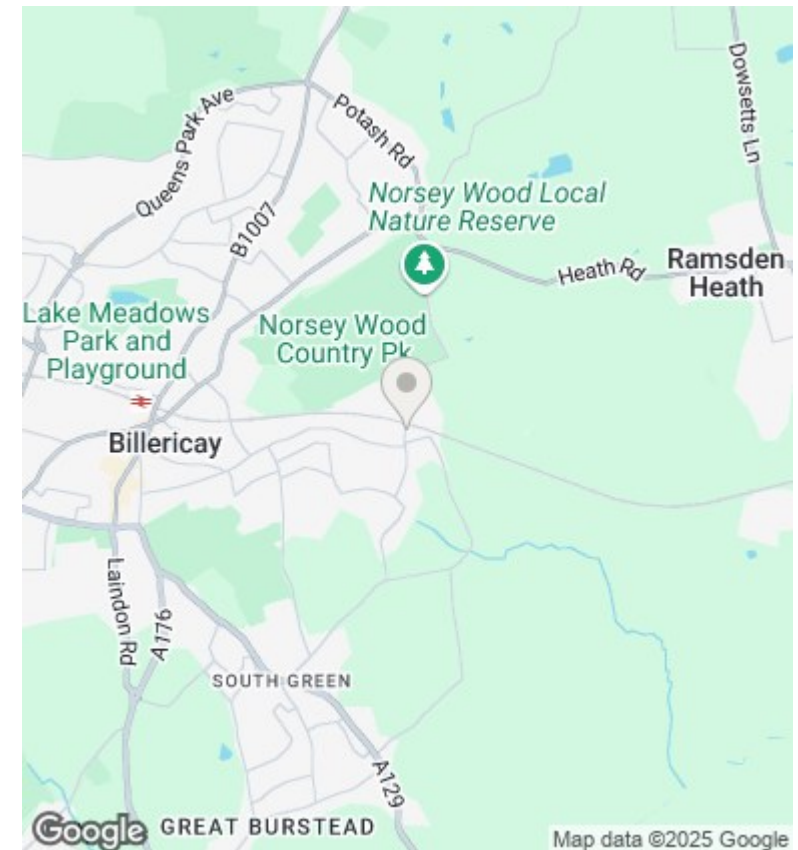 Queens Park Ave
Potash Rd
Dowsetts Ln
B1007
Norsey Wood Local
Nature Reserve
Heath Rd
Ramsden
Heath
Lake Meadows
Park and
Playground
Norsey Wood
Country Pk
Billericay
Laindon Rd
A176
SOUTH GREEN
A129
GREAT BURSTEAD
Google
Map data ©2025 Google